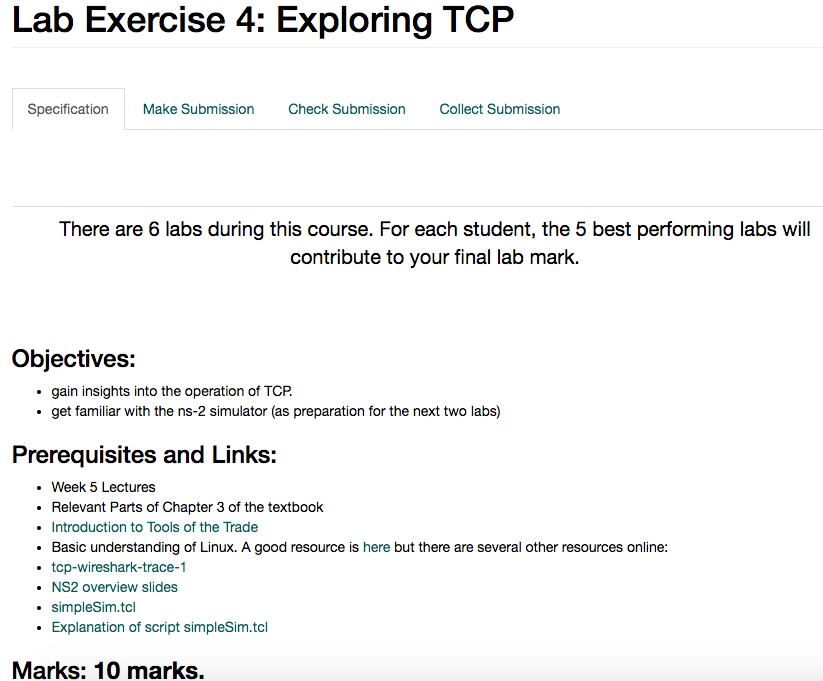 Lab Exercise 4: Exploring TCP
Specification
Make Submission
Check Submission
Collect Submission
There are 6 labs during this course. For each student, the 5 best performing labs will
contribute to your final lab mark.
Objectives:
• gain insights into the operation of TCP.
• get familiar with the ns-2 simulator (as preparation for the next two labs)
Prerequisites and Links:
• Week 5 Lectures
• Relevant Parts of Chapter 3 of the textbook
• Introduction to Tools of the Trade
• Basic understanding of Linux. A good resource is here but there are several other resources online:
• tcp-wireshark-trace-1
• NS2 overview slides
• simpleSim.tcl
• Explanation of script simpleSim.tcl
Marks: 10 marks.